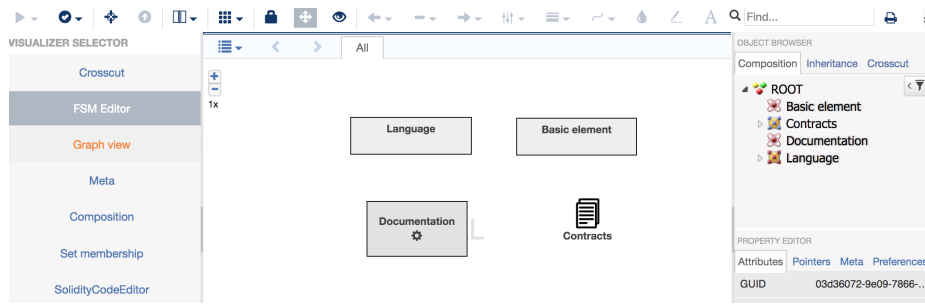 Find...
VISUALIZER SELECTOR
Crosscut
FSM Editor
Graph view
Meta
Composition
Set membership
SolidityCodeEditor
All
1x
Language
Basic element
Documentation
Contracts
OBJECT BROWSER
Composition Inheritance Crosscut
ROOT
Basic element
Contracts
Documentation
Language
PROPERTY EDITOR
Attributes Pointers Meta Preferences
GUID 03d36072-9e09-7866-...